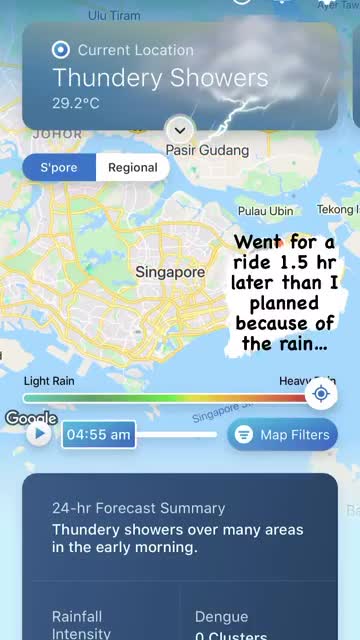 Ulu Tiram
Ayer Taw
Current Location
Thundery Showers
29.2°C
JOHOR
Pasir Gudang
S'pore
Regional
Pulau Ubin
Tekong I
Singapore
Went for a
ride 1.5 hr
later than I
planned
because of
the rain...
Light Rain
Heavy Rain
Google
Singapore St
04:55 am
Map Filters
24-hr Forecast Summary
Thundery showers over many areas
in the early morning.
Rainfall
Intensity
Dengue
0 Clusters